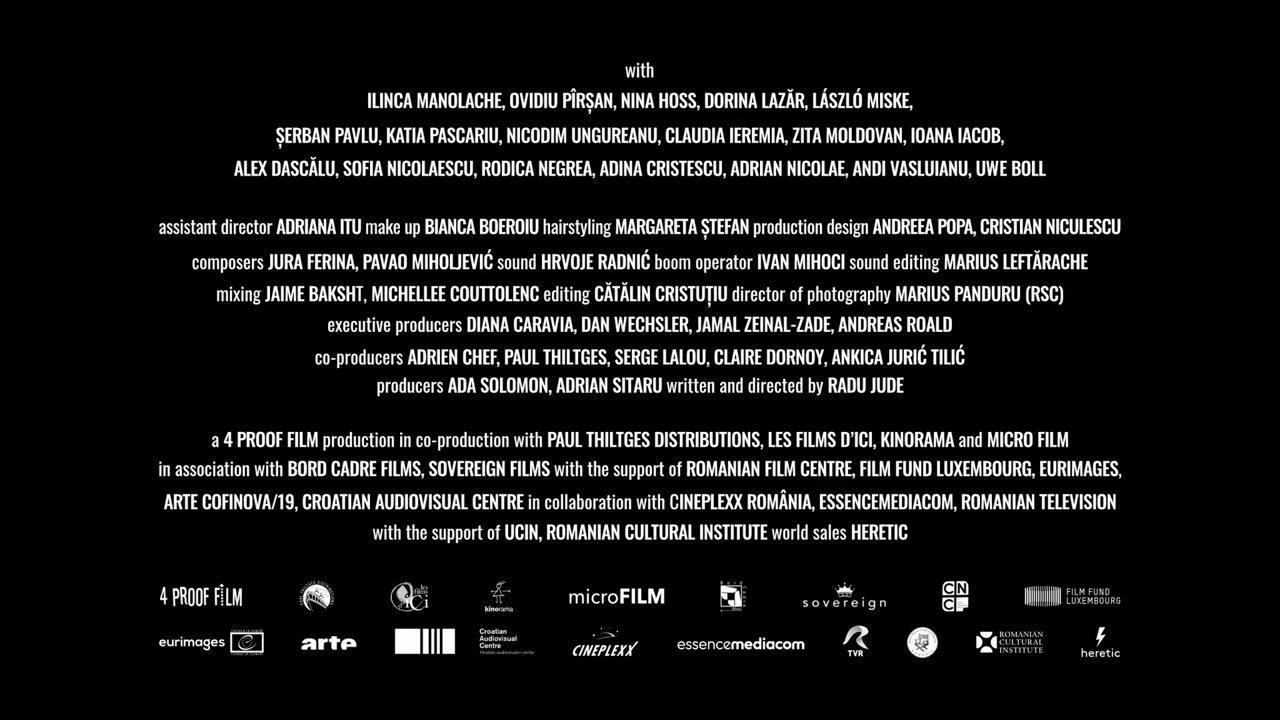 with
ILINCA MANOLACHE, OVIDIU PÎRȘAN, NINA HOSS, DORINA LAZĂR, LÁSZLÓ MISKE,
ȘERBAN PAVLU, KATIA PASCARIU, NICODIM UNGUREANU, CLAUDIA IEREMIA, ZITA MOLDOVAN, IOANA IACOB,
ALEX DASCĂLU, SOFIA NICOLAESCU, RODICA NEGREA, ADINA CRISTESCU, ADRIAN NICOLAE, ANDI VASLUIANU, UWE BOLL
assistant director ADRIANA ITU make up BIANCA BOEROIU hairstyling MARGARETA ȘTEFAN production design ANDREEA POPA, CRISTIAN NICULESCU
composers JURA FERINA, PAVAO MIHOLJEVIĆ sound HRVOJE RADNIĆ boom operator IVAN MIHOCI sound editing MARIUS LEFTĂRACHE
mixing JAIME BAKSHT, MICHELLEE COUTTOLENC editing CĂTĂLIN CRISTUȚIU director of photography MARIUS PANDURU (RSC)
executive producers DIANA CARAVIA, DAN WECHSLER, JAMAL ZEINAL-ZADE, ANDREAS ROALD
co-producers ADRIEN CHEF, PAUL THILTGES, SERGE LALOU, CLAIRE DORNOY, ANKICA JURIĆ TILIĆ
producers ADA SOLOMON, ADRIAN SITARU written and directed by RADU JUDE
a 4 PROOF FILM production in co-production with PAUL THILTGES DISTRIBUTIONS, LES FILMS D'ICI, KINORAMA and MICRO FILM
in association with BORD CADRE FILMS, SOVEREIGN FILMS with the support of ROMANIAN FILM CENTRE, FILM FUND LUXEMBOURG, EURIMAGES,
ARTE COFINOVA/19, CROATIAN AUDIOVISUAL CENTRE in collaboration with CINEPLEXX ROMÂNIA, ESSENCEMEDIACOM, ROMANIAN TELEVISION
with the support of UCIN, ROMANIAN CULTURAL INSTITUTE world sales HERETIC
4 PROOF FILM les films d'ici kinorama microFILM sovereign CNC FILM FUND LUXEMBOURG
eurimages arte Croatian Audiovisual Centre CINEPLEXX essencemediacom TVR ROMANIAN CULTURAL INSTITUTE heretic